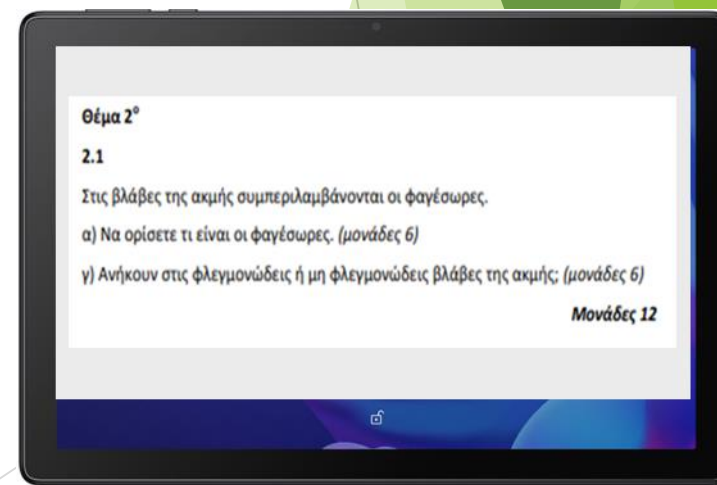 Θέμα 2°
2.1
Στις βλάβες της ακμής συμπεριλαμβάνονται οι φαγέσωρες.
α) Να ορίσετε τι είναι οι φαγέσωρες. (μονάδες 6)
γ) Ανήκουν στις φλεγμονώδεις ή μη φλεγμονώδεις βλάβες της ακμής; (μονάδες 6)
Μονάδες 12